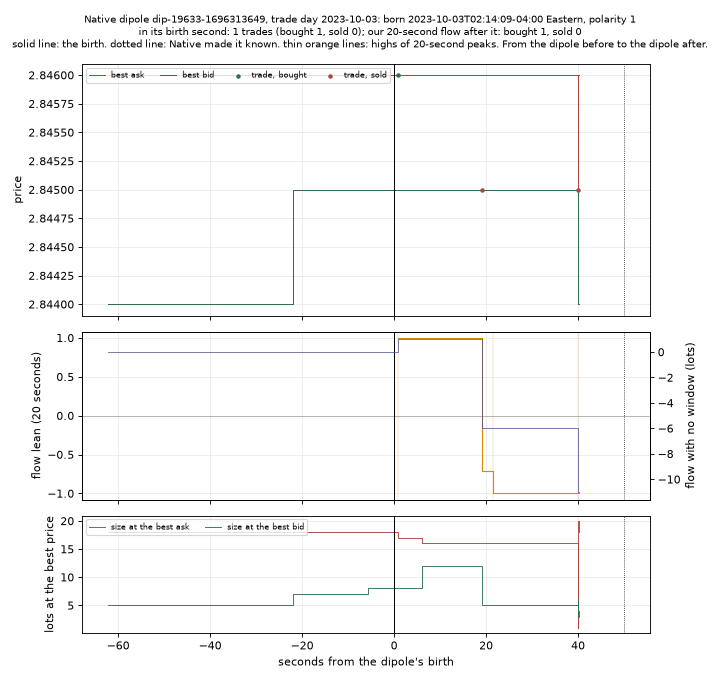 Native dipole dip-19633-1696313649, trade day 2023-10-03: born 2023-10-03T02:14:09-04:00 Eastern, polarity 1
in its birth second: 1 trades (bought 1, sold 0); our 20-second flow after it: bought 1, sold 0
solid line: the birth. dotted line: Native made it known. thin orange lines: highs of 20-second peaks. From the dipole before to the dipole after.
best ask best bid trade, bought trade, sold
2.84600
2.84575
2.84550
2.84525
2.84500
2.84475
2.84450
2.84425
2.84400
price
1.0
0.5
0.0
−0.5
−1.0
flow lean (20 seconds)
0
−2
−4
−6
−8
−10
flow with no window (lots)
size at the best ask size at the best bid
20
15
10
5
lots at the best price
−60 −40 −20 0 20 40
seconds from the dipole's birth